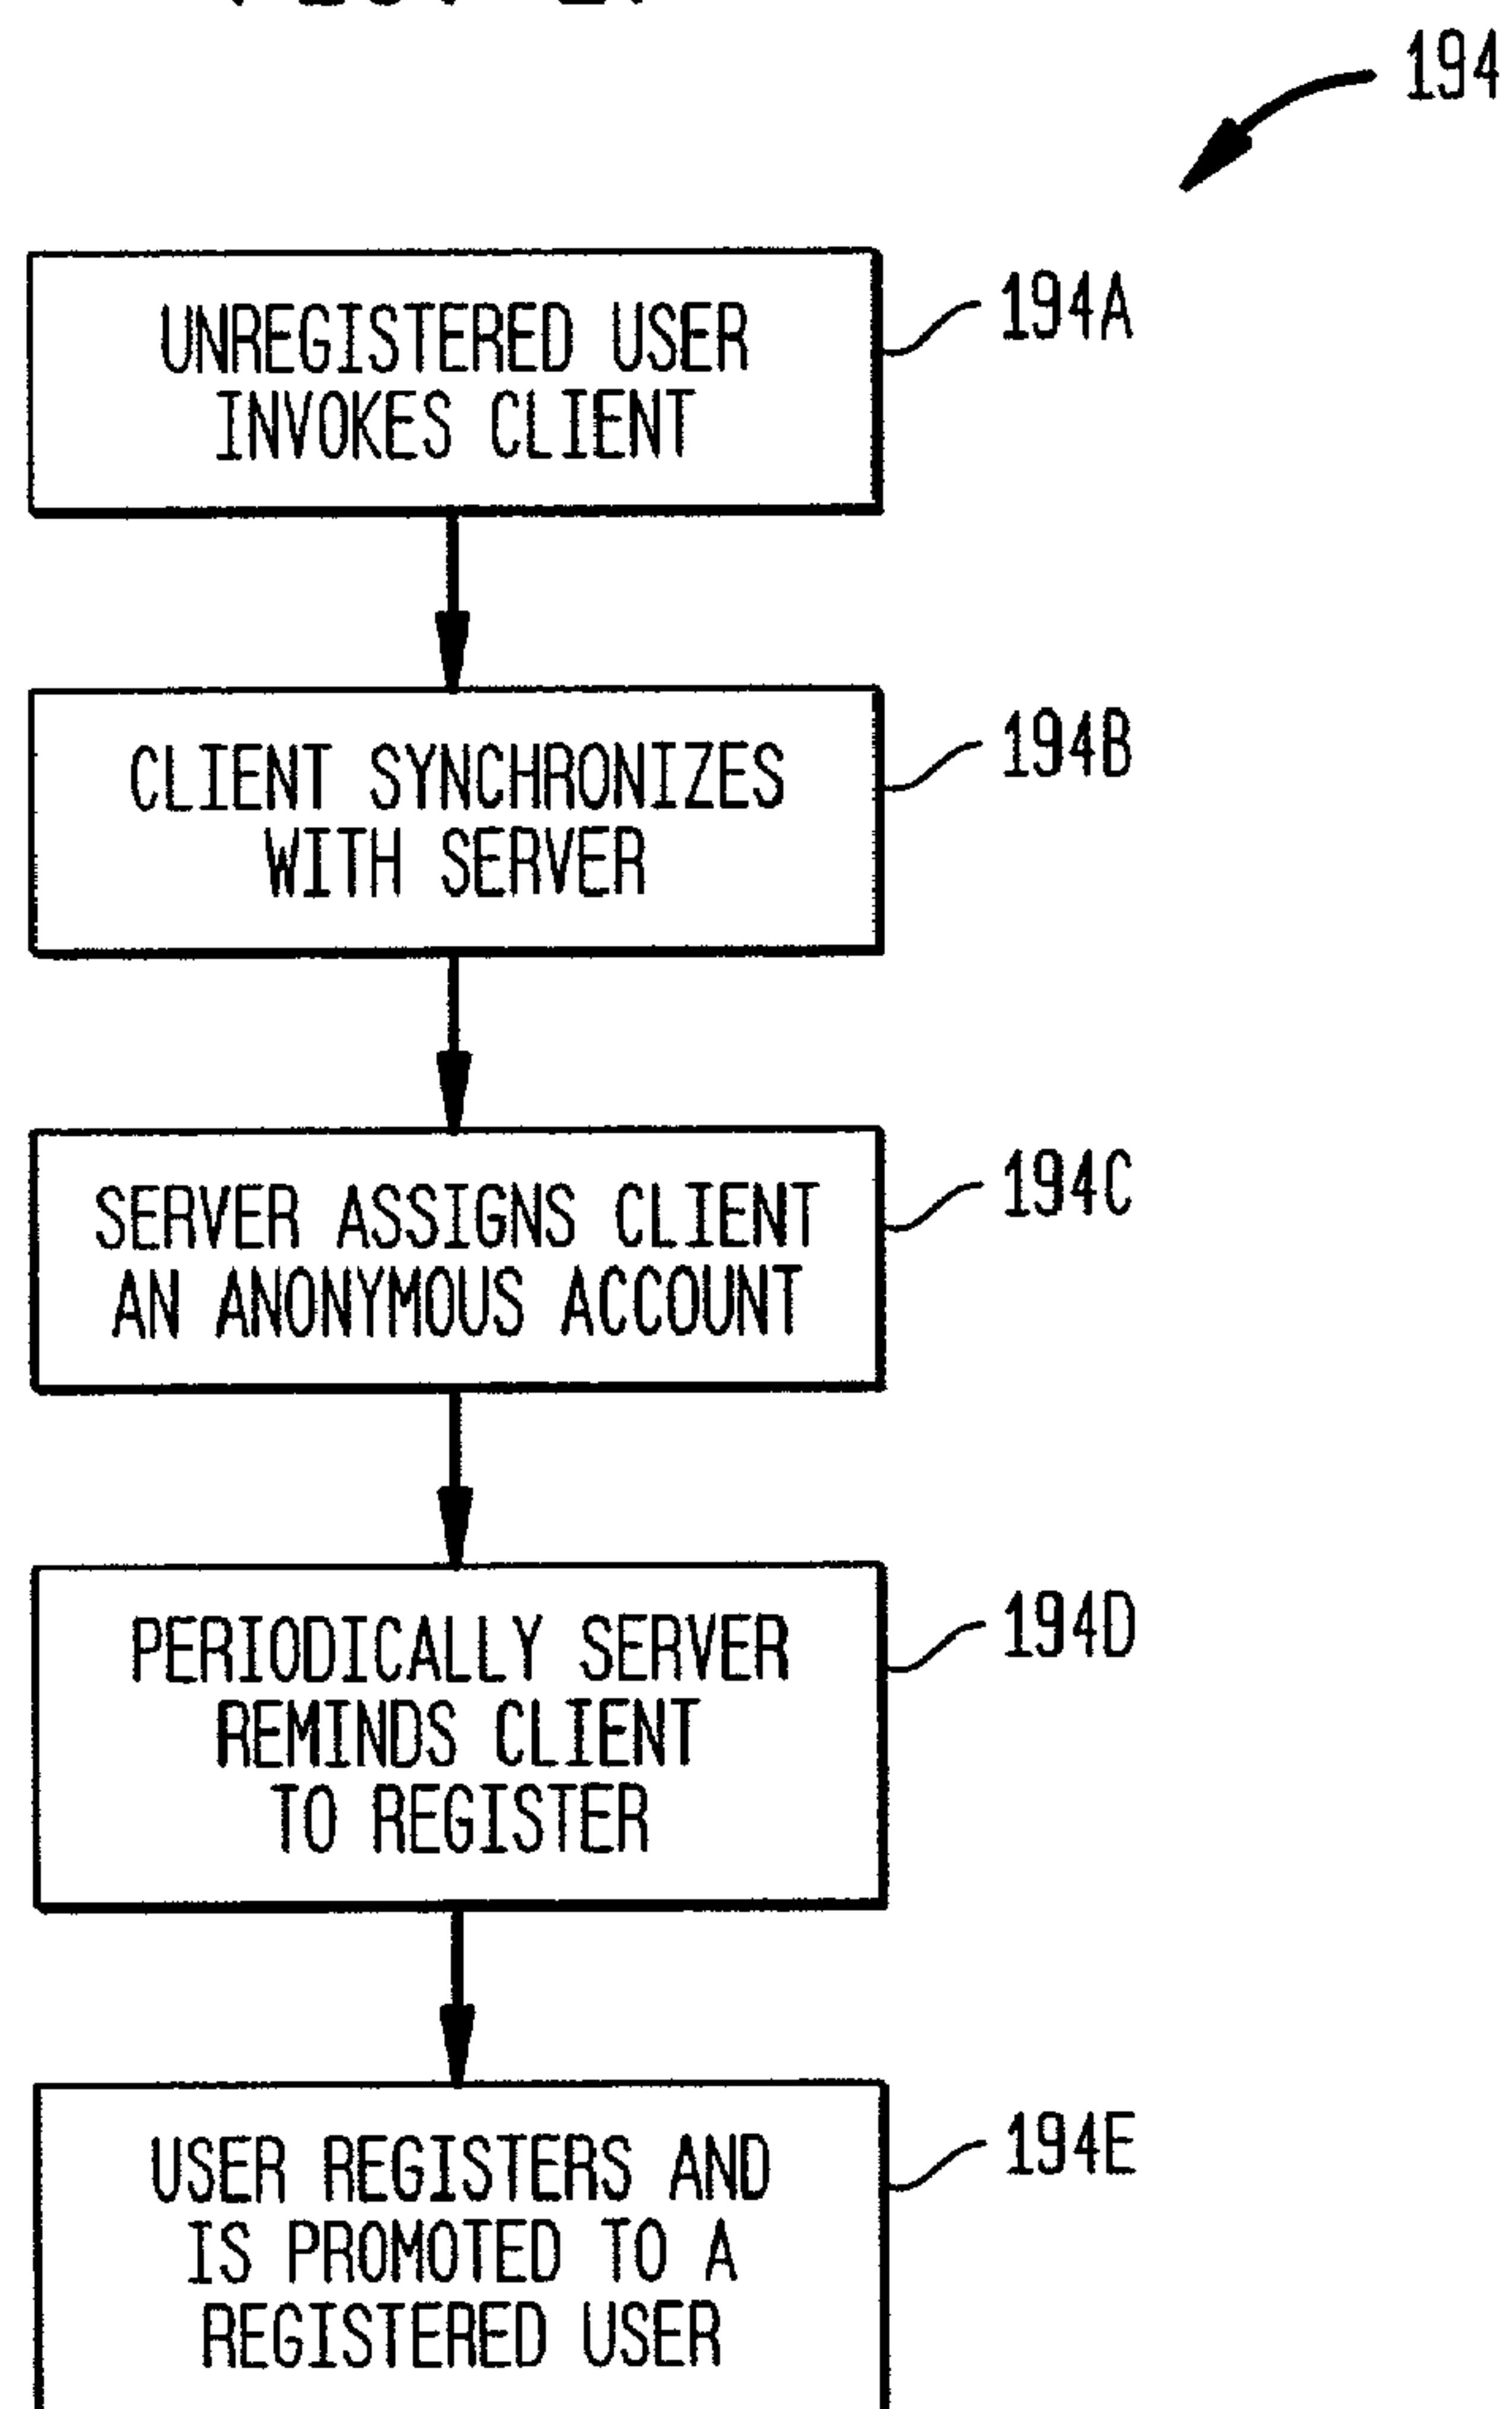 194
UNREGISTERED USER
INVOKES CLIENT
194A
CLIENT SYNCHRONIZES
WITH SERVER
194B
SERVER ASSIGNS CLIENT
AN ANONYMOUS ACCOUNT
194C
PERIODICALLY SERVER
REMINDS CLIENT
TO REGISTER
194D
USER REGISTERS AND
IS PROMOTED TO A
REGISTERED USER
194E